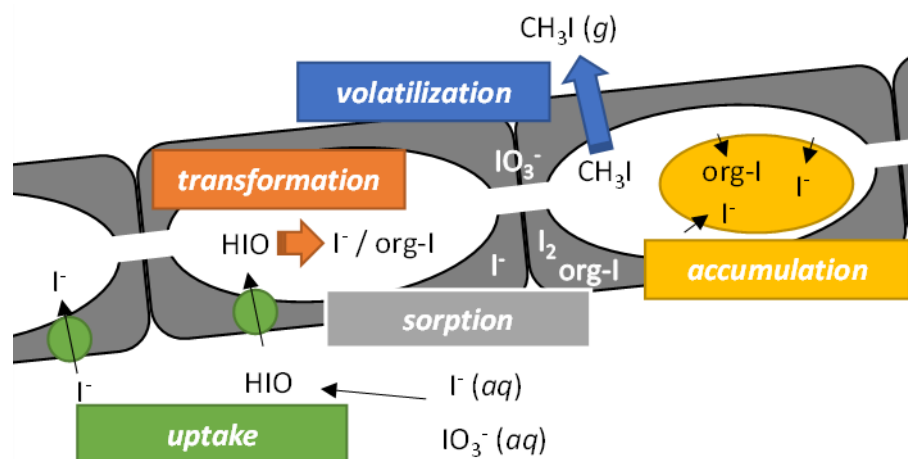 CH₃I (g)
volatilization
IO₃⁻
CH₃I
org-I
I⁻
I⁻
transformation
HIO
I⁻ / org-I
I⁻
I₂
org-I
accumulation
I⁻
sorption
I⁻
HIO
I⁻ (aq)
uptake
IO₃⁻ (aq)